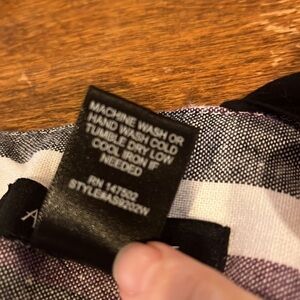 MACHINE WASH OR
HAND WASH COLD
TUMBLE DRY LOW
COOL IRON IF
NEEDED
RN 147502
A